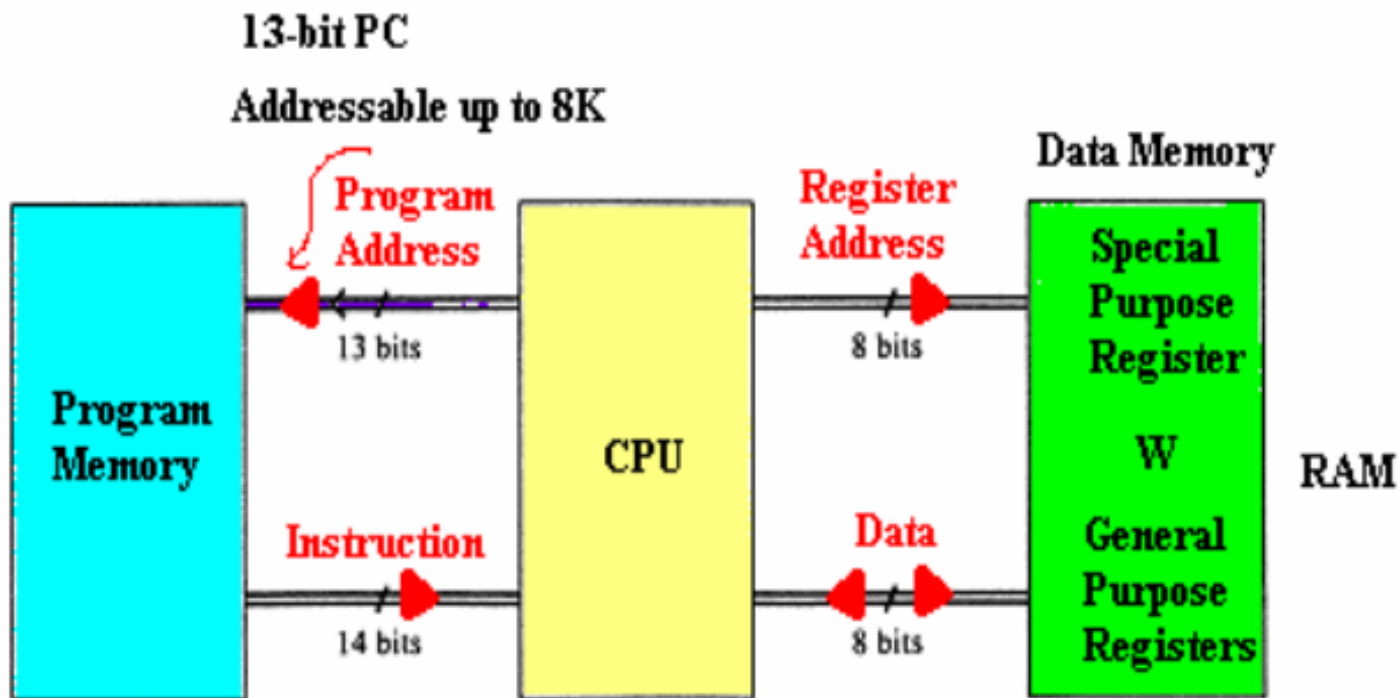 13-bit PC
Addressable up to 8K
Program
Address
13 bits
Register
Address
8 bits
Data Memory
Special
Purpose
Register
W
General
Purpose
Registers
RAM
Program
Memory
CPU
Instruction
14 bits
Data
8 bits